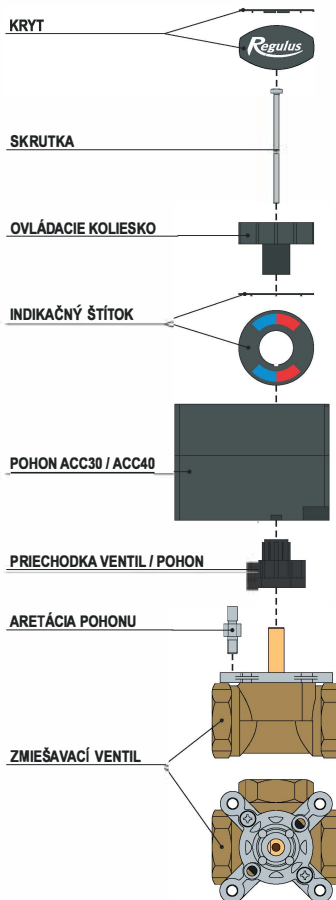 KRYT
Regulus
SKRUTKA
OVLÁDACIE KOLIESKO
INDIKAČNÝ ŠTÍTOK
POHON ACC30 / ACC40
PRIECHODKA VENTIL / POHON
ARETÁCIA POHONU
ZMIEŠAVACÍ VENTIL